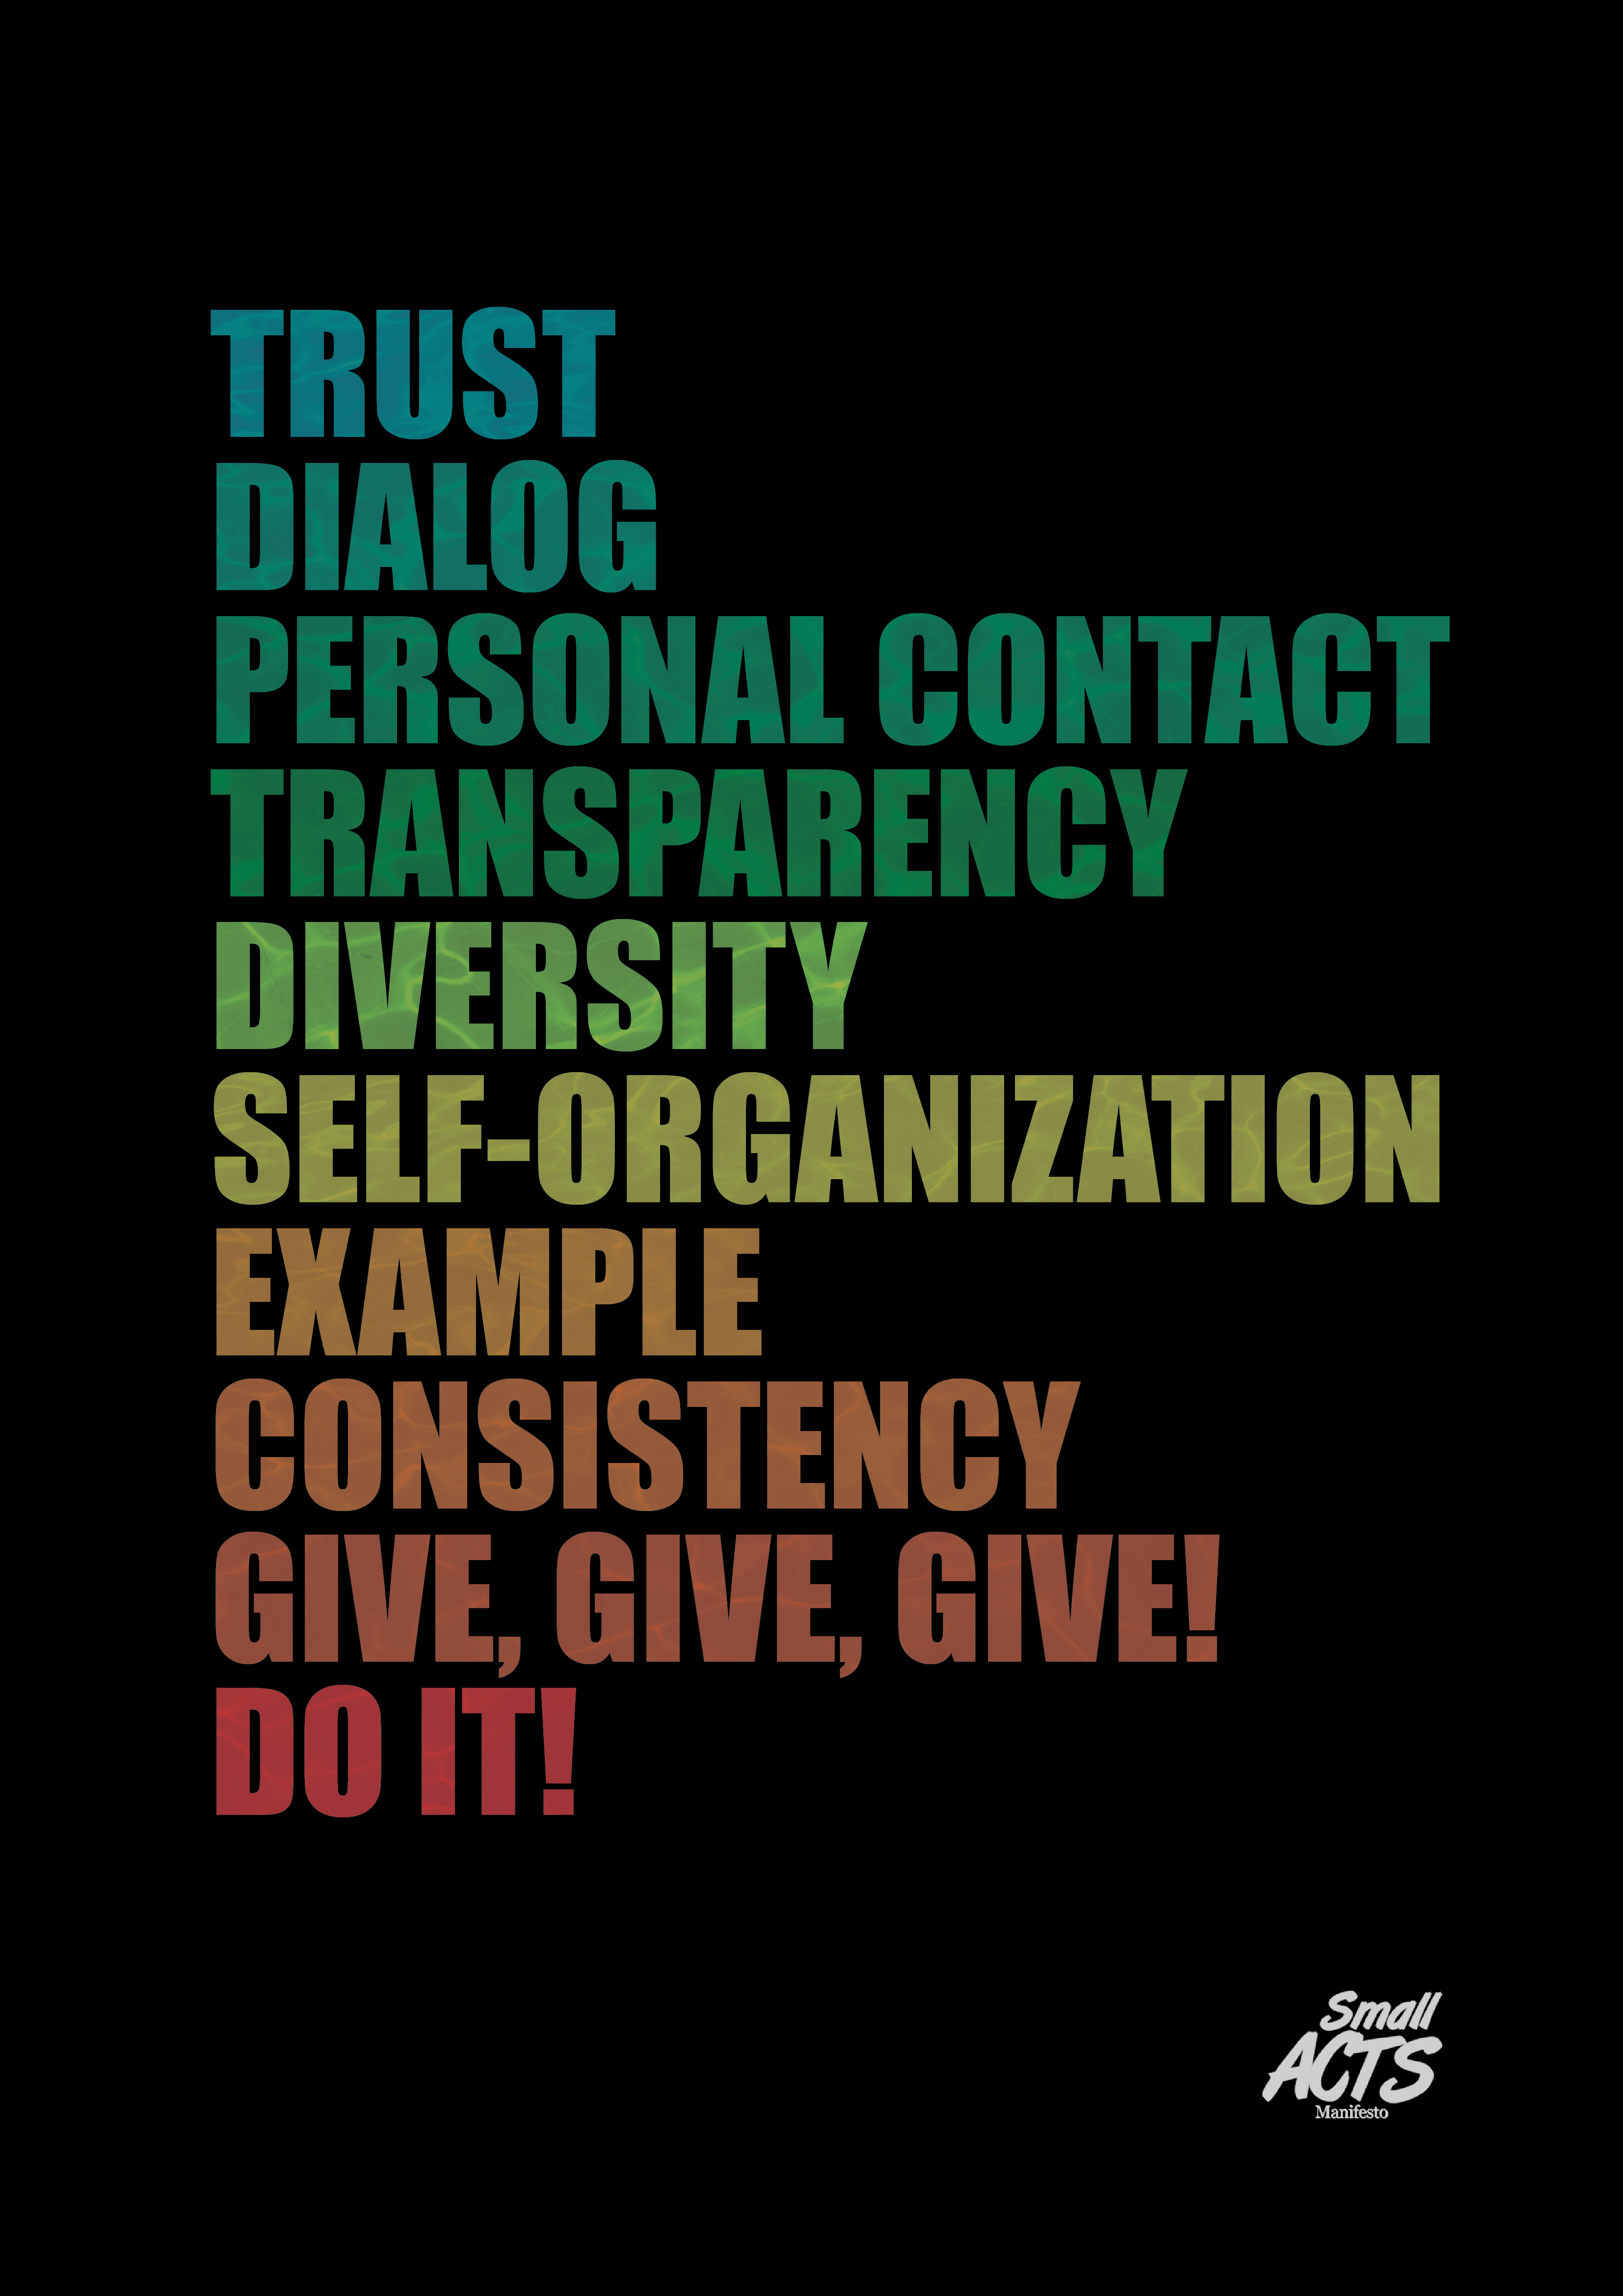 TRUST
DIALOG
PERSONAL CONTACT
TRANSPARENCY
DIVERSITY
SELF-ORGANIZATION
EXAMPLE
CONSISTENCY
GIVE, GIVE, GIVE!
DO IT!
Small
ACTS
Manifesto